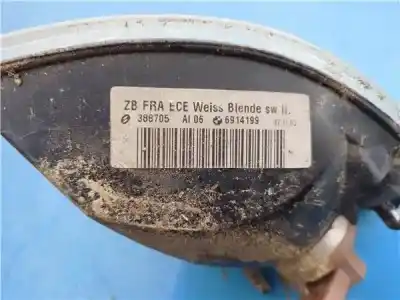 ZB FRA ECE Weiss Blende sw li.
386705 AI 06 6914199